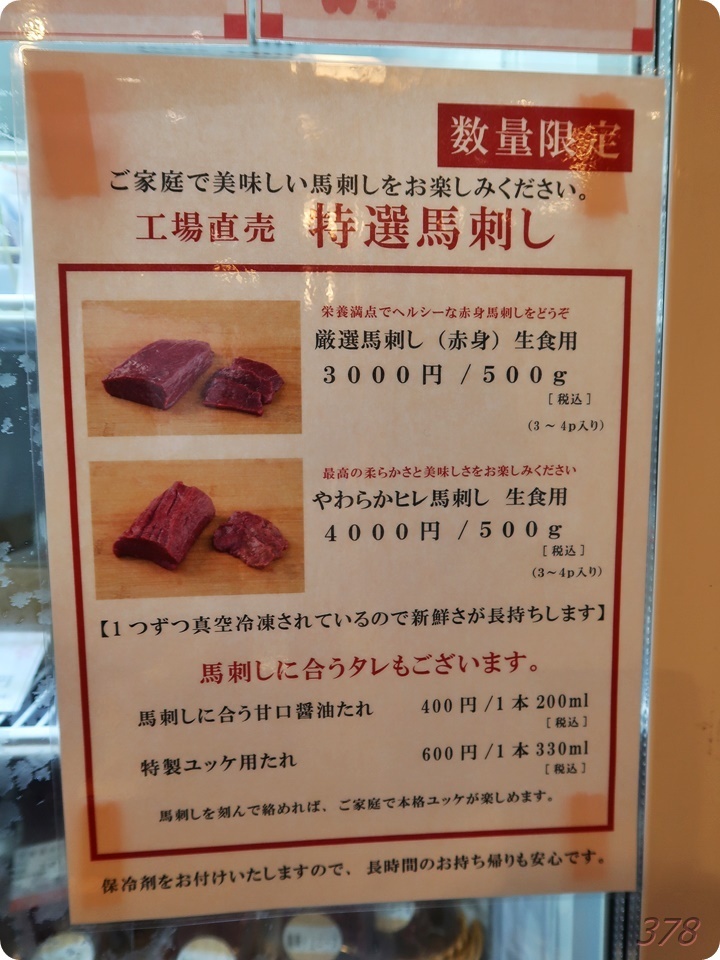 数量限定
ご家庭で美味しい馬刺しをお楽しみください。
工場直売 特選馬刺し
栄養満点でヘルシーな赤身馬刺しをどうぞ
厳選馬刺し（赤身）生食用
3000円 /500g
[税込]
(3～4p入り)
最高の柔らかさと美味しさをお楽しみください
やわらかヒレ馬刺し 生食用
4000円 /500g
[税込]
(3～4p入り)
【1つずつ真空冷凍されているので新鮮さが長持ちします】
馬刺しに合うタレもございます。
馬刺しに合う甘口醤油たれ 400円/1本200ml
[税込]
特製ユッケ用たれ 600円/1本330ml
[税込]
馬刺しを刻んで絡めれば、ご家庭で本格ユッケが楽しめます。
保冷剤をお付けいたしますので、長時間のお持ち帰りも安心です。
378